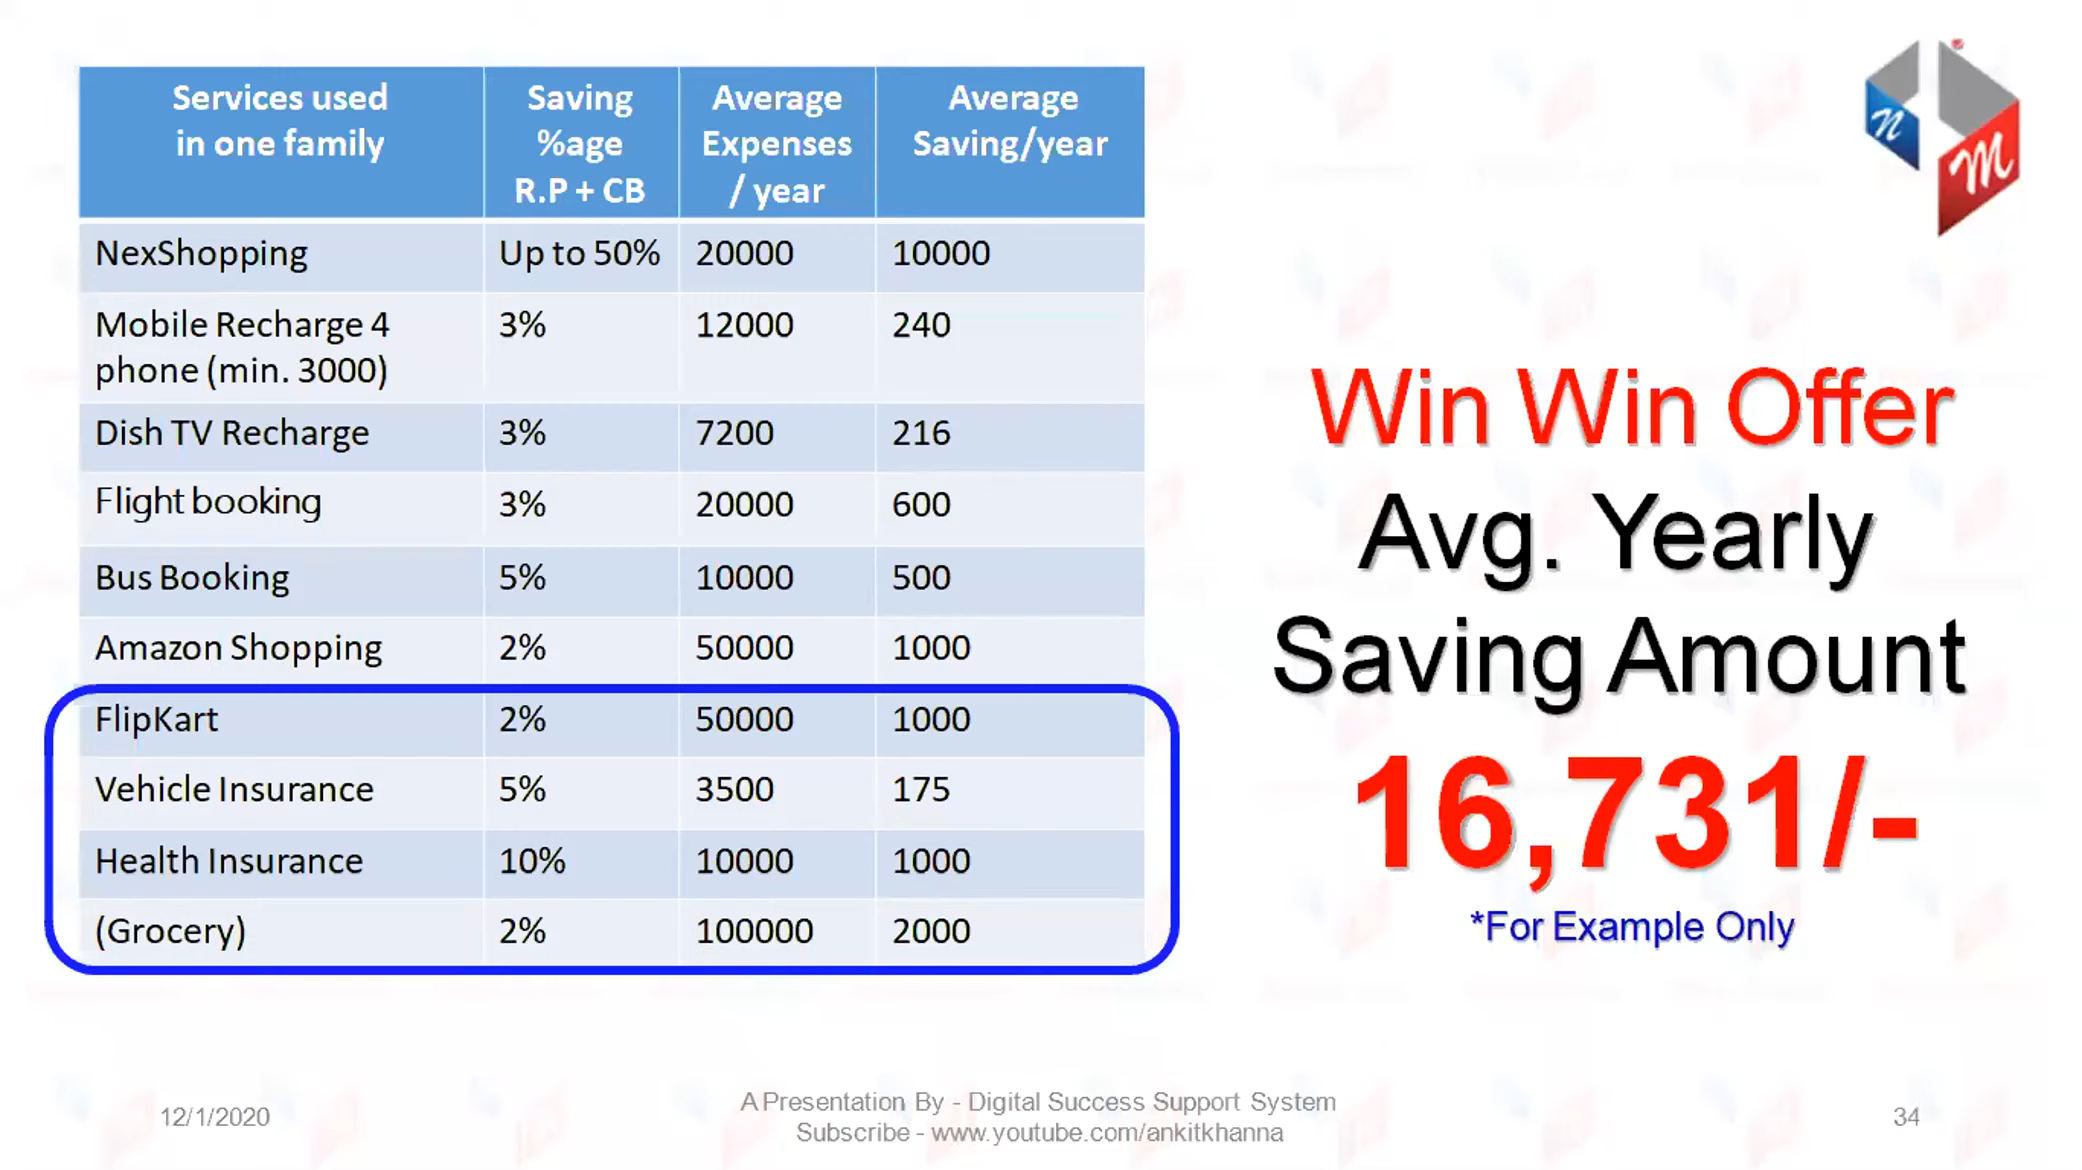 Services used
in one family
Saving
%age
R.P + CB
Average
Expenses
/ year
Average
Saving/year
NexShopping
Up to 50%
20000
10000
Mobile Recharge 4
phone (min. 3000)
3%
12000
240
Dish TV Recharge
3%
7200
216
Flight booking
3%
20000
600
Bus Booking
5%
10000
500
Amazon Shopping
2%
50000
1000
FlipKart
2%
50000
1000
Vehicle Insurance
5%
3500
175
Health Insurance
10%
10000
1000
(Grocery)
2%
100000
2000
n
M
Win Win Offer
Avg. Yearly
Saving Amount
16,731/-
*For Example Only
12/1/2020
A Presentation By - Digital Success Support System
Subscribe - www.youtube.com/ankitkhanna
34